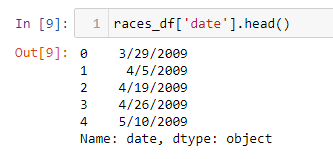 In [9]: 1 races_df['date'].head()
Out[9]: 0 3/29/2009
1 4/5/2009
2 4/19/2009
3 4/26/2009
4 5/10/2009
Name: date, dtype: object